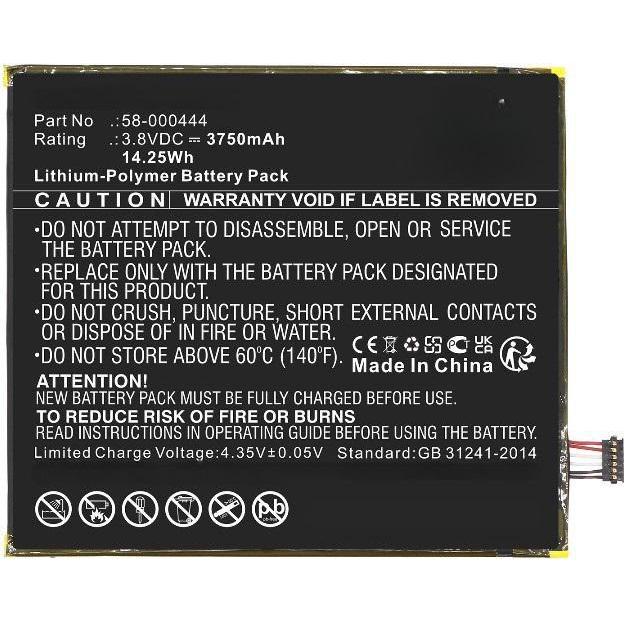 Part No .:58-000444
Rating .:3.8VDC ⎓ 3750mAh
14.25Wh
Lithium-Polymer Battery Pack
CAUTION WARRANTY VOID IF LABEL IS REMOVED
•DO NOT ATTEMPT TO DISASSEMBLE, OPEN OR SERVICE
THE BATTERY PACK.
•REPLACE ONLY WITH THE BATTERY PACK DESIGNATED
FOR THIS PRODUCT.
•DO NOT CRUSH, PUNCTURE, SHORT EXTERNAL CONTACTS
OR DISPOSE OF IN FIRE OR WATER.
•DO NOT STORE ABOVE 60°C (140°F).
CE UK CA
Made In China
ATTENTION!
NEW BATTERY PACK MUST BE FULLY CHARGED BEFORE USE.
TO REDUCE RISK OF FIRE OR BURNS
READ INSTRUCTIONS IN OPERATING GUIDE BEFORE USING THE BATTERY.
Limited Charge Voltage:4.35V±0.05V Standard:GB 31241-2014
pb
-free-